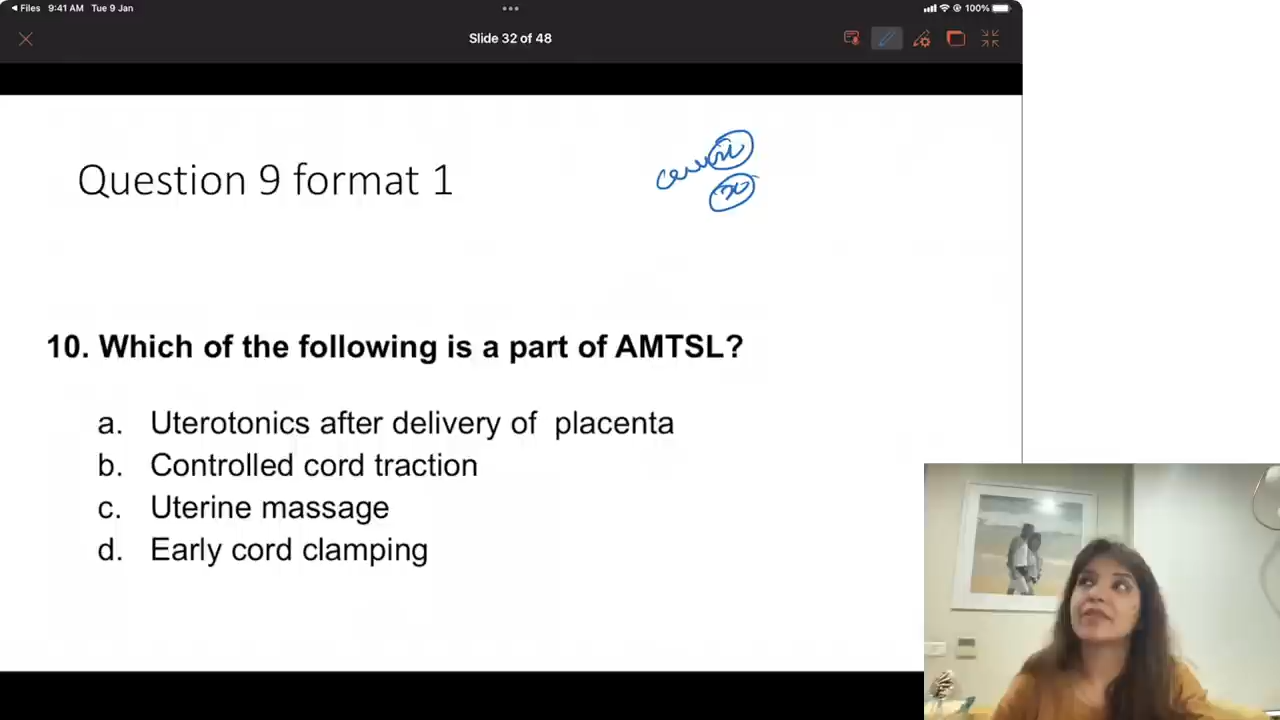 Files 9:41 AM Tue 9 Jan 100%
Slide 32 of 48
Question 9 format 1
10. Which of the following is a part of AMTSL?
a. Uterotonics after delivery of placenta
b. Controlled cord traction
c. Uterine massage
d. Early cord clamping